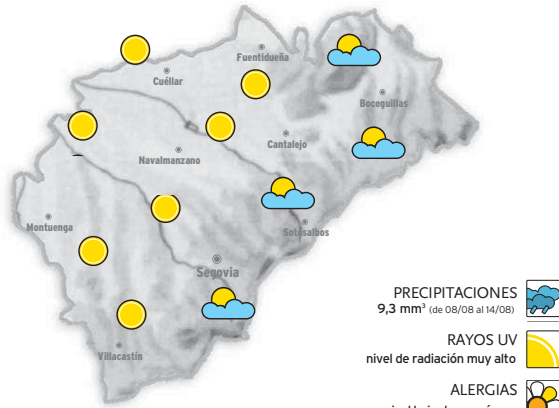 Fuentidueña
Cuéllar
Boceguillas
Cantalejo
Navalmanzano
Montuenga
Sotosalbos
Segovia
Villacastín
PRECIPITACIONES
9,3 mm³ (de 08/08 al 14/08)
RAYOS UV
nivel de radiación muy alto
ALERGIAS